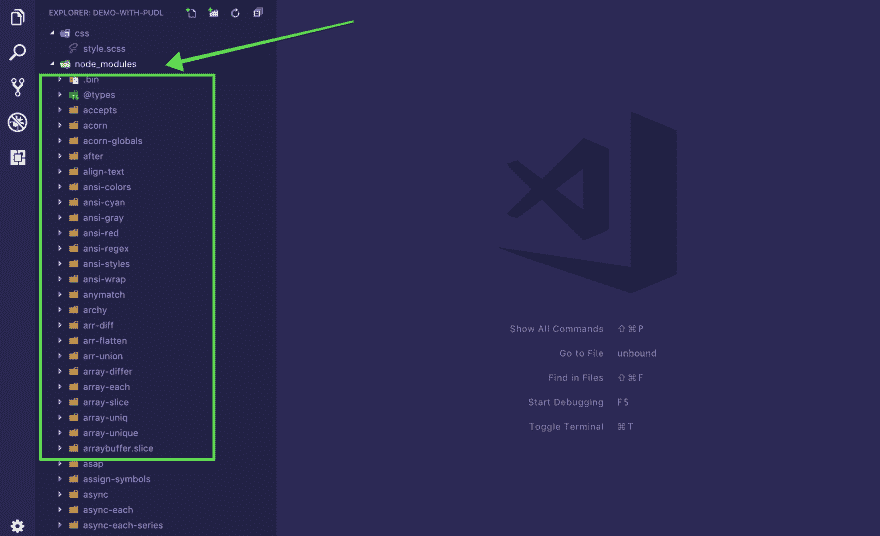 EXPLORER: DEMO-WITH-PUDL
css
style.scss
node_modules
.bin
@types
accepts
acorn
acorn-globals
after
align-text
ansi-colors
ansi-cyan
ansi-gray
ansi-red
ansi-regex
ansi-styles
ansi-wrap
anymatch
archy
arr-diff
arr-flatten
arr-union
array-differ
array-each
array-slice
array-uniq
array-unique
arraybuffer.slice
asap
assign-symbols
async
async-each
async-each-series
Show All Commands ⇧⌘P
Go to File unbound
Find in Files ⇧⌘F
Start Debugging F5
Toggle Terminal ⌘T